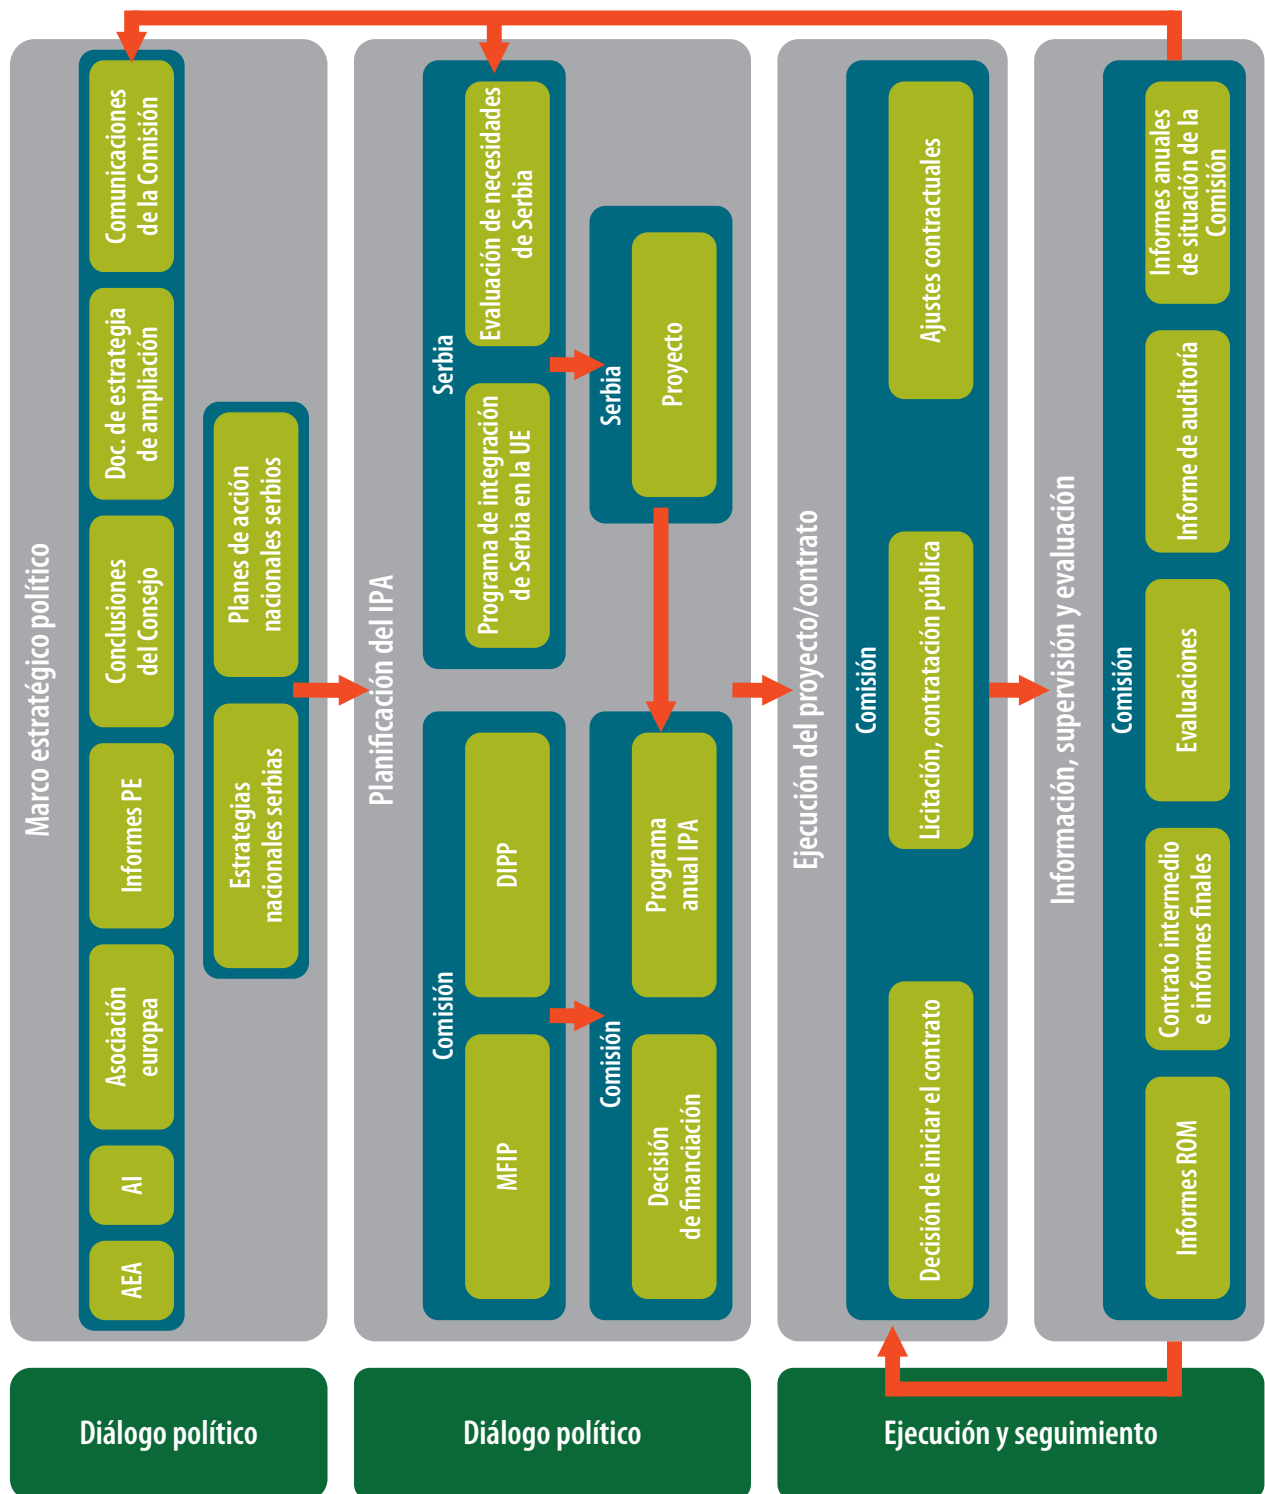 Marco estratégico político
AEA
AI
Asociación
europea
Informes PE
Conclusiones
del Consejo
Doc. de estrategia
de ampliación
Comunicaciones
de la Comisión
Estrategias
nacionales serbias
Planes de acción
nacionales serbios
Planificación del IPA
Comisión
MFIP
DIPP
Serbia
Programa de integración
de Serbia en la UE
Evaluación de necesidades
de Serbia
Comisión
Decisión
de financiación
Programa
anual IPA
Serbia
Proyecto
Ejecución del proyecto/contrato
Comisión
Decisión de iniciar el contrato
Licitación, contratación pública
Ajustes contractuales
Información, supervisión y evaluación
Comisión
Informes ROM
Contrato intermedio
e informes finales
Evaluaciones
Informe de auditoría
Informes anuales
de situación de la
Comisión
Diálogo político
Diálogo político
Ejecución y seguimiento